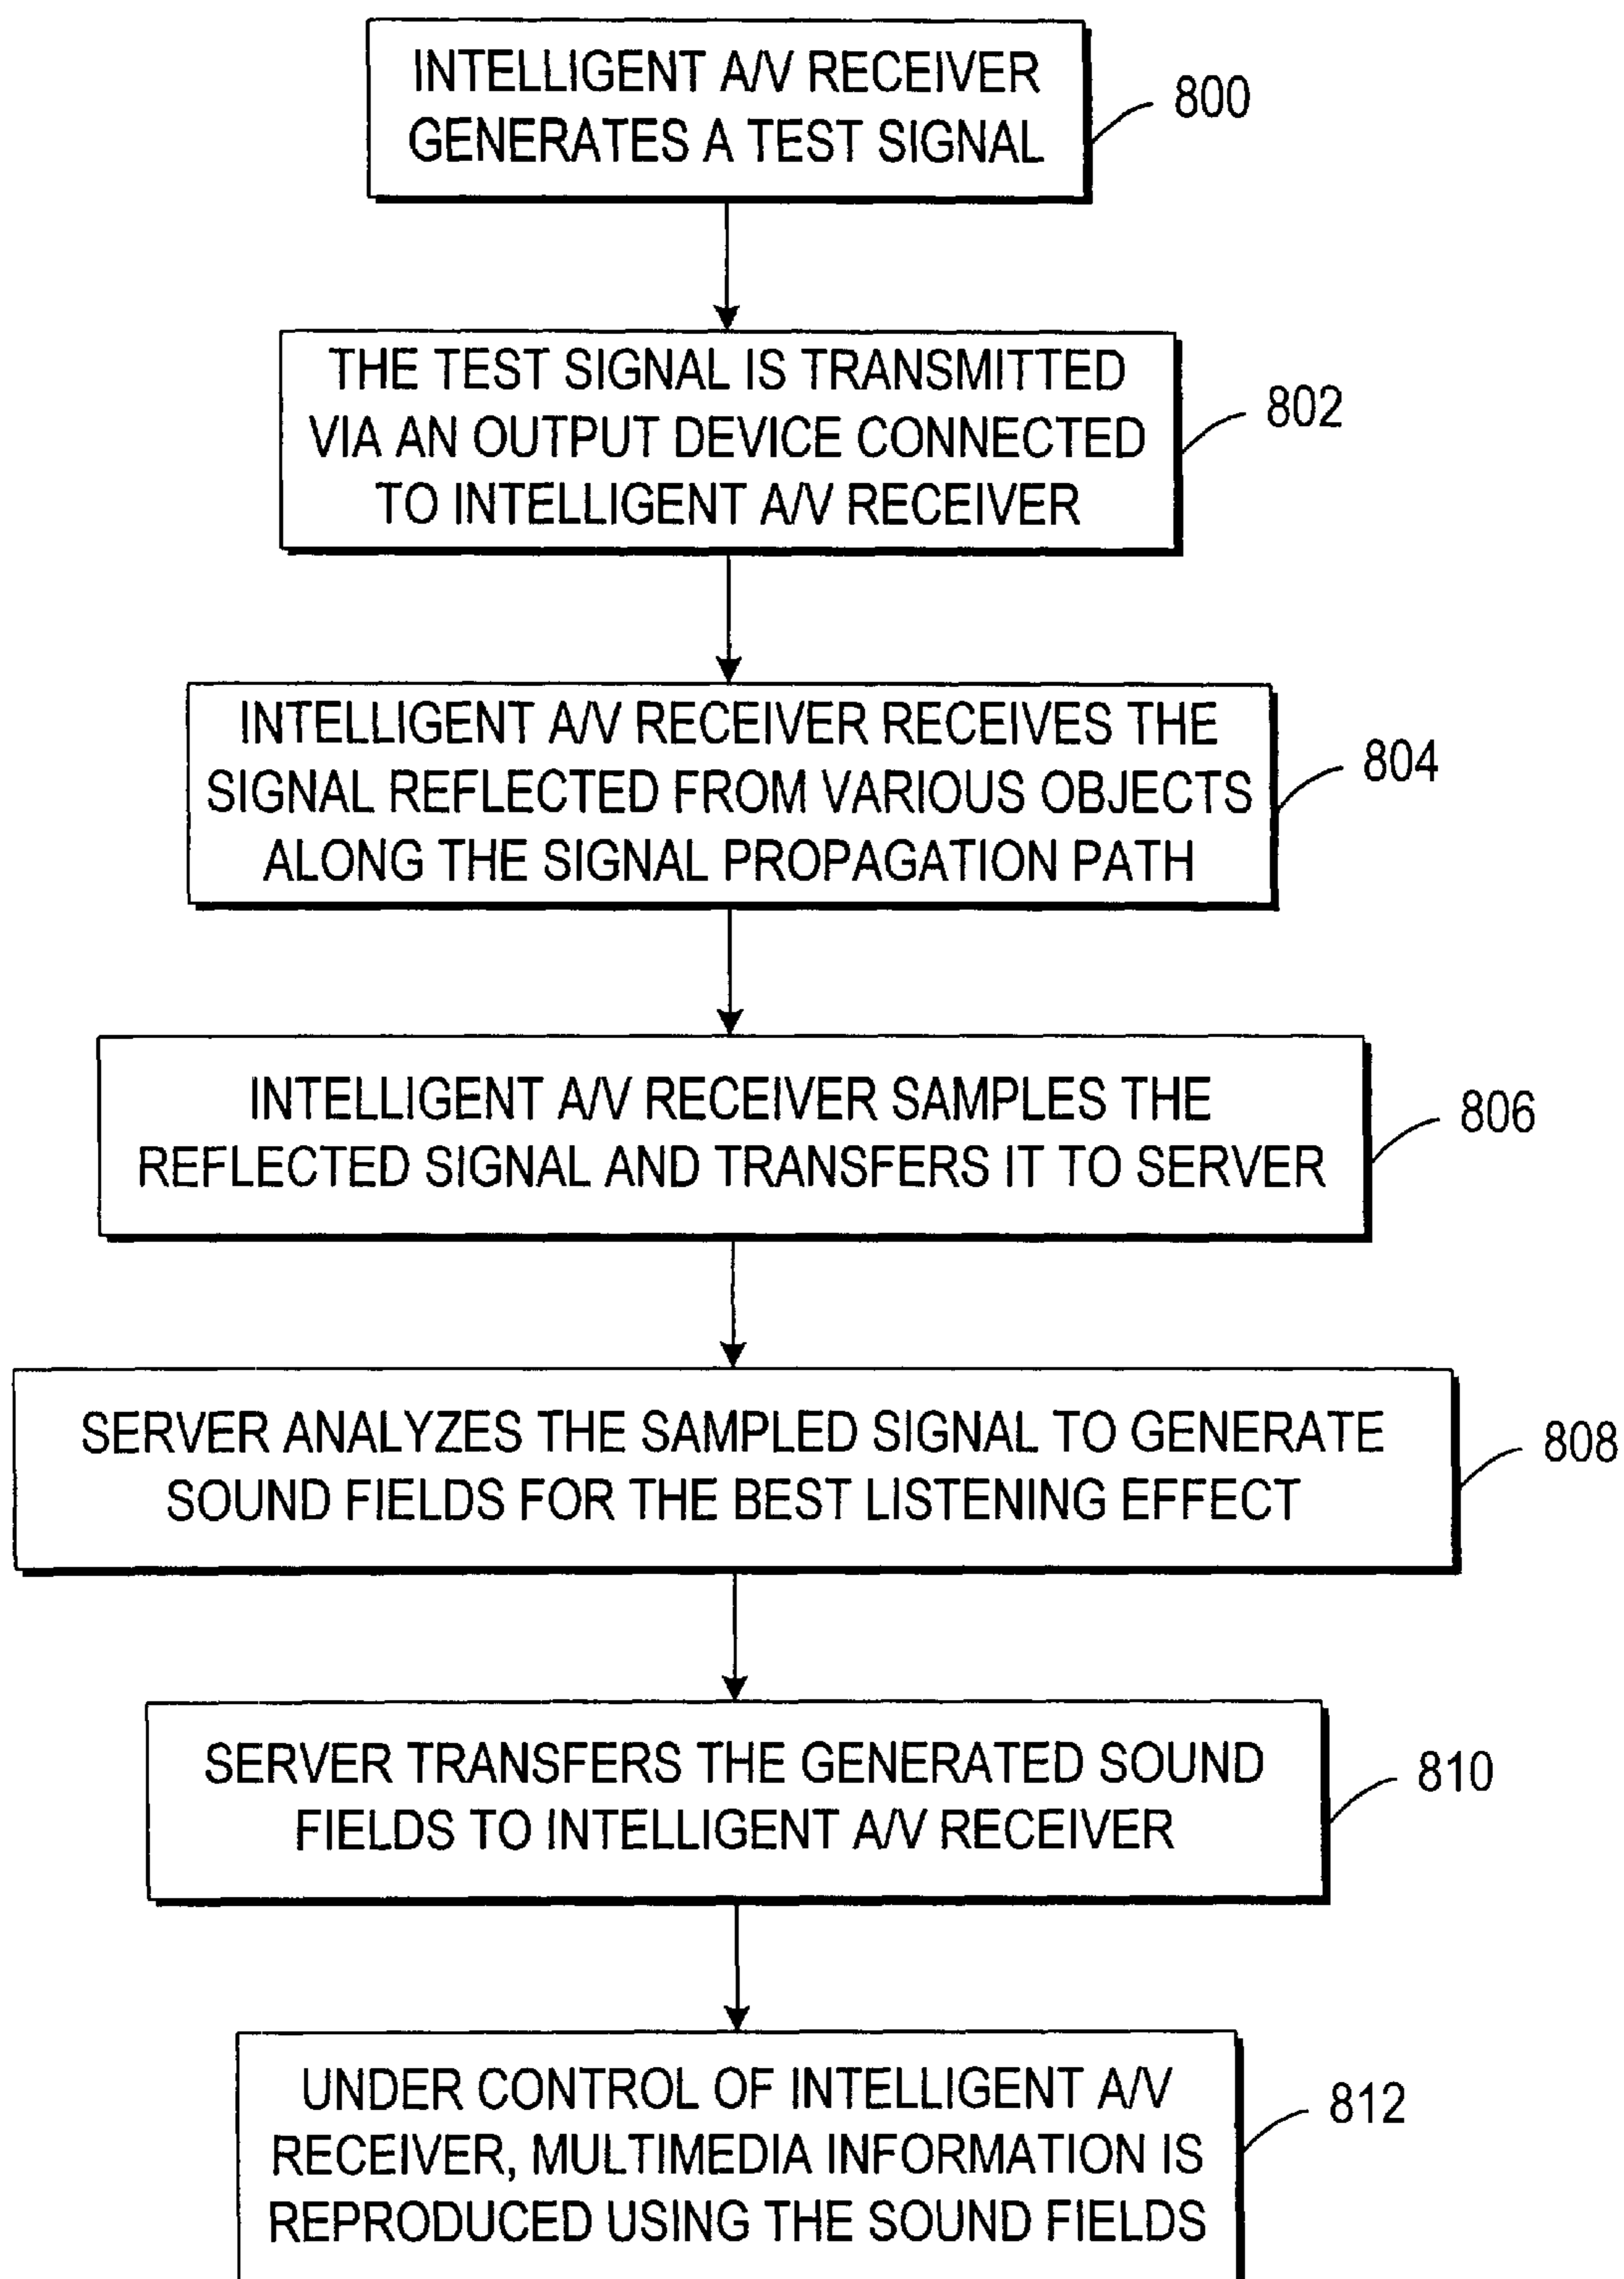 INTELLIGENT A/V RECEIVER
GENERATES A TEST SIGNAL
800
THE TEST SIGNAL IS TRANSMITTED
VIA AN OUTPUT DEVICE CONNECTED
TO INTELLIGENT A/V RECEIVER
802
INTELLIGENT A/V RECEIVER RECEIVES THE
SIGNAL REFLECTED FROM VARIOUS OBJECTS
ALONG THE SIGNAL PROPAGATION PATH
804
INTELLIGENT A/V RECEIVER SAMPLES THE
REFLECTED SIGNAL AND TRANSFERS IT TO SERVER
806
SERVER ANALYZES THE SAMPLED SIGNAL TO GENERATE
SOUND FIELDS FOR THE BEST LISTENING EFFECT
808
SERVER TRANSFERS THE GENERATED SOUND
FIELDS TO INTELLIGENT A/V RECEIVER
810
UNDER CONTROL OF INTELLIGENT A/V
RECEIVER, MULTIMEDIA INFORMATION IS
REPRODUCED USING THE SOUND FIELDS
812